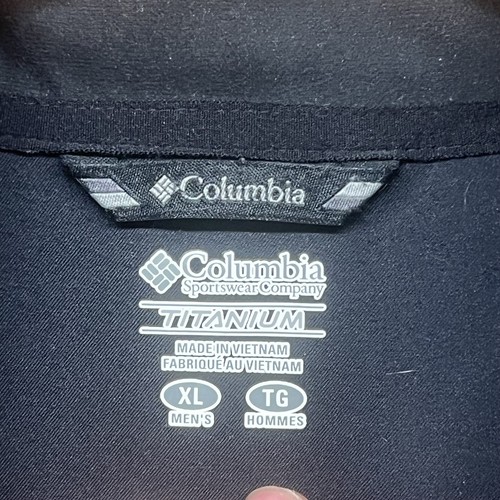 Columbia
Columbia
Sportswear Company
TITANIUM
MADE IN VIETNAM
FABRIQUÉ AU VIETNAM
XL TG
MEN'S HOMMES